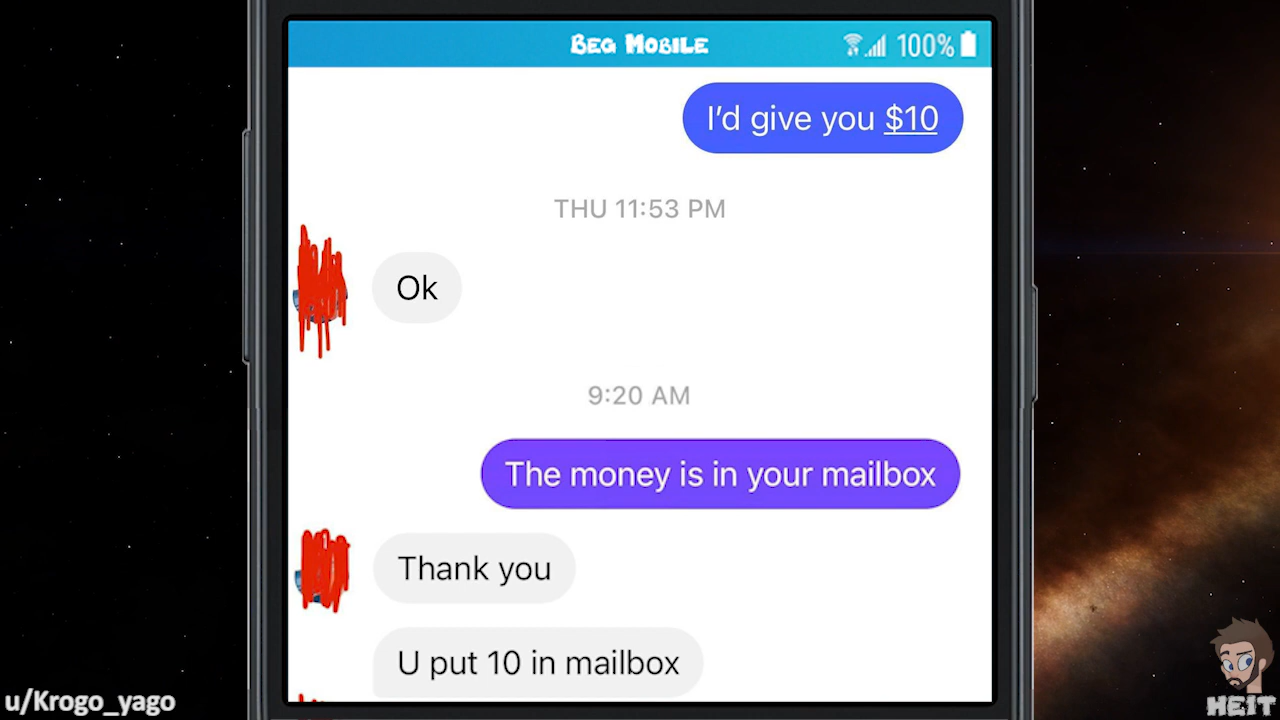 Beg Mobile
100%
I'd give you $10
THU 11:53 PM
Ok
9:20 AM
The money is in your mailbox
Thank you
U put 10 in mailbox
u/Krogo_yago
HEIT